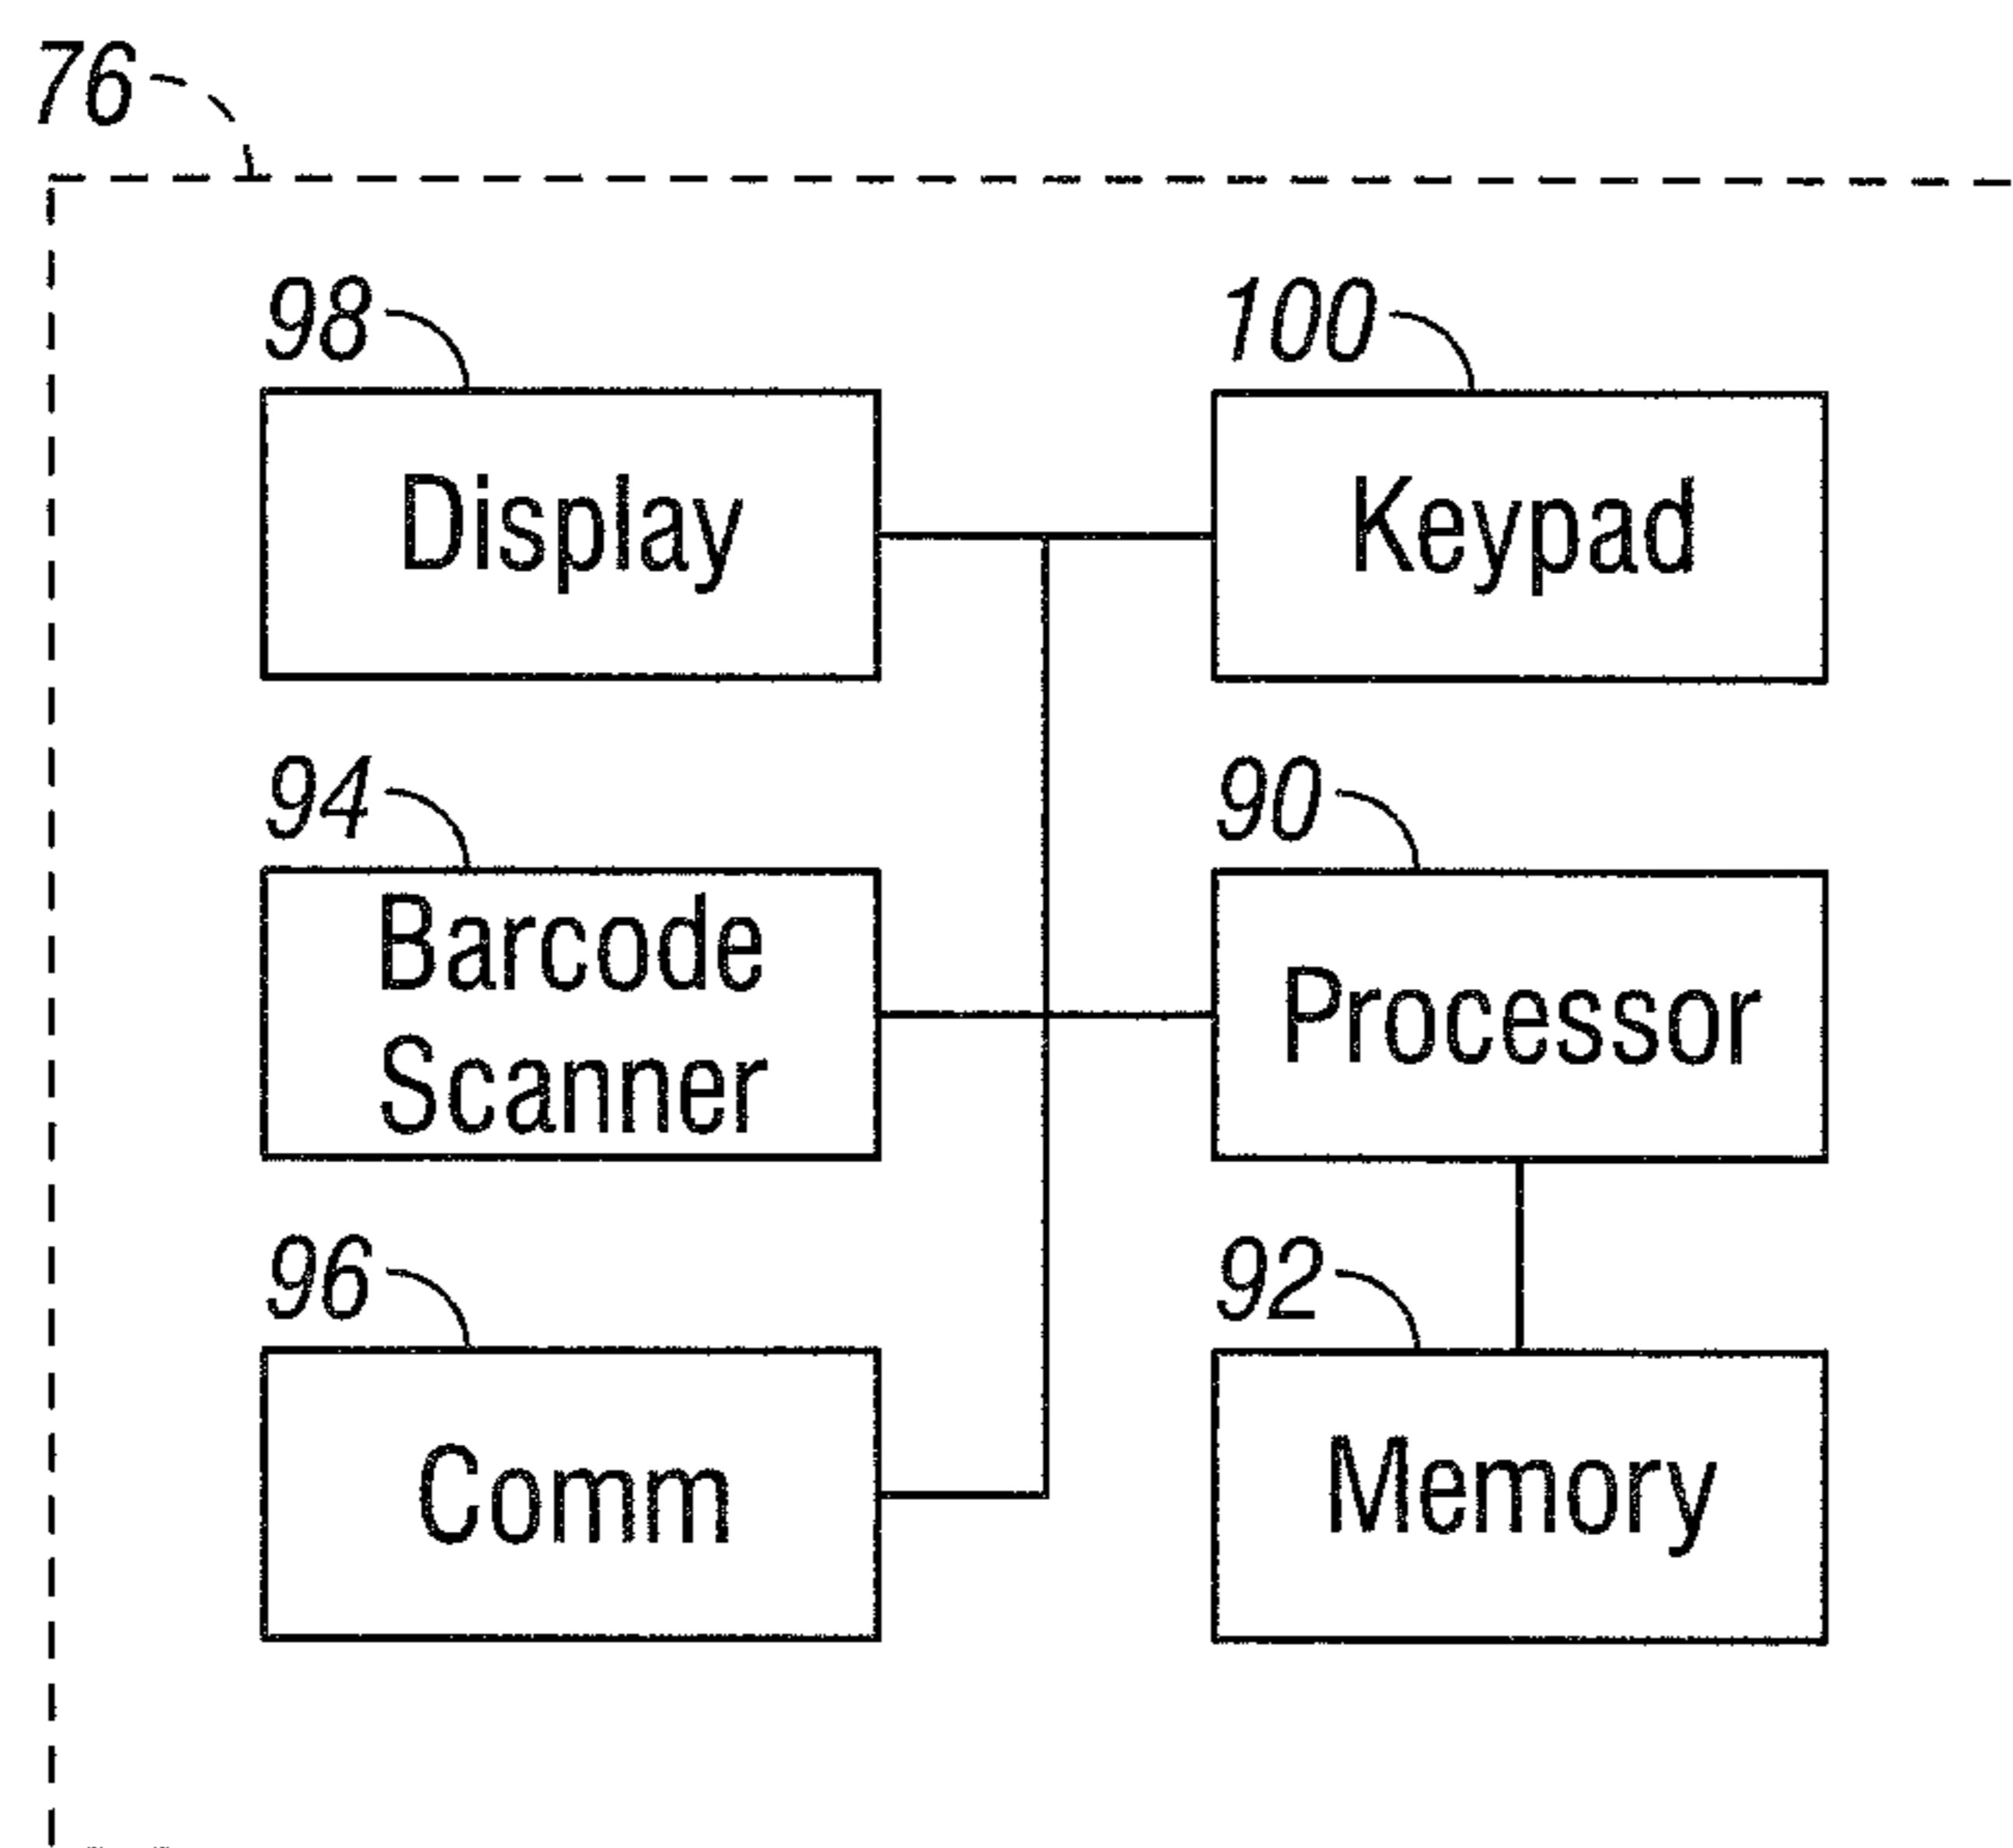 76
98
100
Display
Keypad
94
90
Barcode
Scanner
Processor
96
92
Comm
Memory